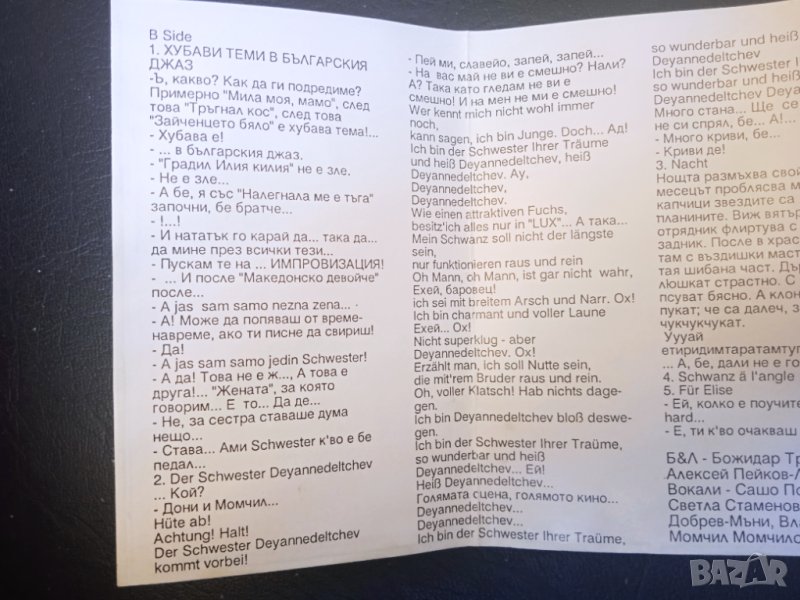 B Side
1. ХУБАВИ ТЕМИ В БЪЛГАРСКИЯ
ДЖАЗ
-Ъ, какво? Как да ги подредиме?
Примерно "Мила моя, мамо", след
това "Тръгнал кос", след това
"Зайченцето бяло" е хубава тема!...
- Хубава е!
- ... в българския джаз.
- "Градил Илия килия" не е зле.
- Не е зле...
- А бе, я със "Налегнала ме е тъга"
започни, бе братче...
- !...!
- И нататък го карай да... така да...
да мине през всички тези...
- Пускам те на ... ИМПРОВИЗАЦИЯ!
- ... И после "Македонско девойче"
после...
- A jas sam samo nezna zena...
- А! Може да попяваш от време-
навреме, ако ти писне да свириш!
- Да!
- A jas sam samo jedin Schwester!
- А да! Това не е ж..., А това е
друга!... "Жената", за която
говорим... Е то... Да де...
- Не, за сестра ставаше дума
нещо...
- Става... Ами Schwester к'во е бе
педал...
2. Der Schwester Deyannedeltchev
... Кой?
- Дони и Момчил...
Hüte ab!
Achtung! Halt!
Der Schwester Deyannedeltchev
kommt vorbei!
- Пей ми, славейо, запей, запей...
- На вас май не ви е смешно? Нали?
А? Така като гледам не ви е
смешно! И на мен не ми е смешно!
Wer kennt mich nicht wohl immer
noch,
kann sagen, ich bin Junge. Doch... Ад!
Ich bin der Schwester Ihrer Träume
und heiß Deyannedeltchev, heiß
Deyannedeltchev. Ay,
Deyannedeltchev,
Deyannedeltchev.
Wie einen attraktiven Fuchs,
besitz'ich alles nur in "LUX"... А така...
Mein Schwanz soll nicht der längste
sein,
nur funktionieren raus und rein
Oh Mann, oh Mann, ist gar nicht wahr,
Ехей, баровец!
ich sei mit breitem Arsch und Narr. Ох!
Ich bin charmant und voller Laune
Ехей... Ох!
Nicht superklug - aber
Deyannedeltchev. Ох!
Erzählt man, ich soll Nutte sein,
die mit'rem Bruder raus und rein.
Oh, voller Klatsch! Hab nichts dage-
gen.
Ich bin Deyannedeltchev bloß deswe-
gen.
Ich bin der Schwester Ihrer Traüme,
so wunderbar und heiß
Deyannedeltchev... Ей!
Heiß Deyannedeltchev...
Голямата сцена, голямото кино...
Deyannedeltchev...
Deyannedeltchev...
Ich bin der Schwester Ihrer Traüme,
so wunderbar und heiß
Deyannedeltchev
Ich bin der Schwester Ihrer
so wunderbar und heiß
Deyannedeltchev
Много стана... Ще се
не си спрял, бе... А!...
- Много криви, бе...
- Криви де!
3. Nacht
Нощта размъхва свой
месецът проблясва
капчици звездите са
планините. Виж вятър
отрядник флиртува с
задник. После в храс
там с въздишки маст
тая шибана част. Дъ
люшкат страстно. С
псуват бясно. А клон
пукат; че са далеч, з
чукчукчукат.
Уууай
етиридимтаратамтуг
... А, бе, дали не е го
4. Schwanz ä l'angle
5. Für Elise
- Ей, колко е поучите
hard...
- Е, ти к'во очакваш
Б&Л - Божидар Тр
Алексей Пейков-Л
Вокали - Сашо По
Светла Стаменов
Добрев-Мъни, Вла
Момчил Момчило
BAZAR